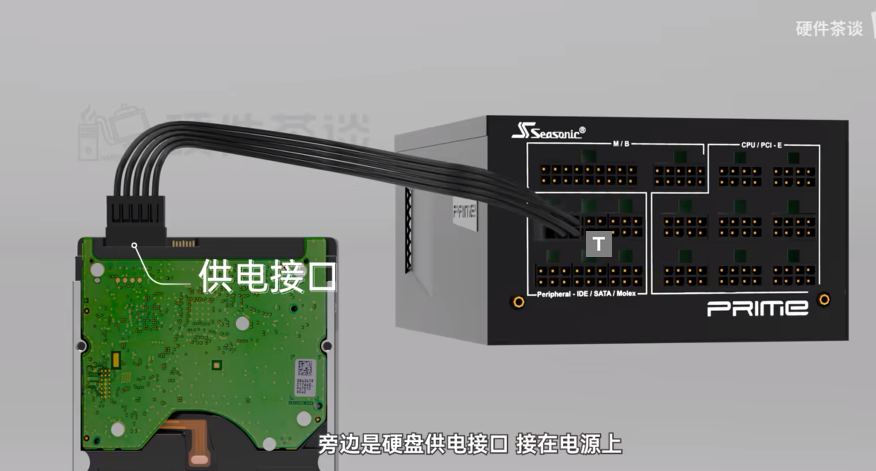 硬件茶谈
硬件茶谈
Seasonic®
M / B
CPU / PCI - E
PRIME
T
供电接口
Peripheral - IDE / SATA / Molex
PRIME
旁边是硬盘供电接口 接在电源上